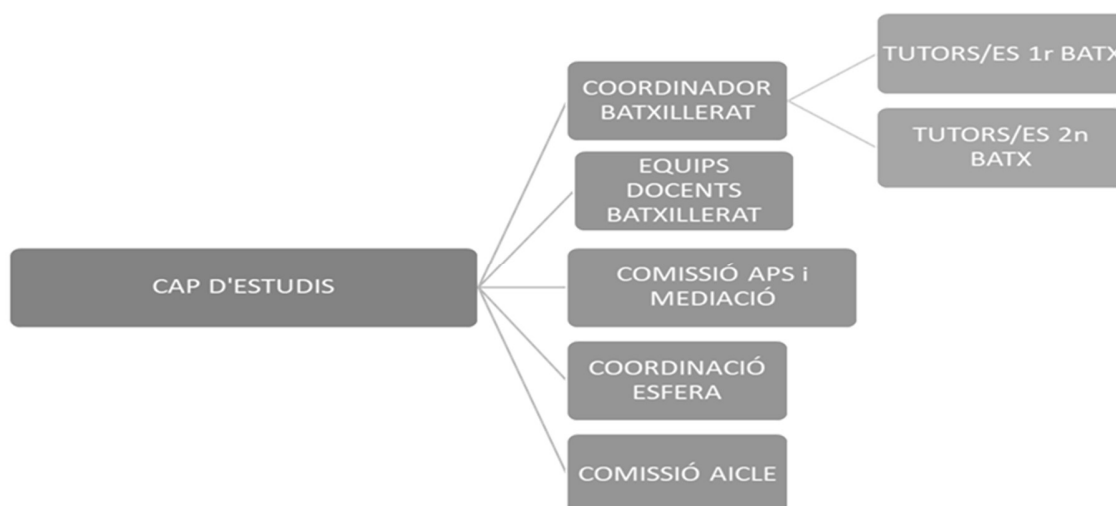 CAP D'ESTUDIS
COORDINADOR
BATXILLERAT
TUTORS/ES 1r BATX
TUTORS/ES 2n
BATX
EQUIPS
DOCENTS
BATXILLERAT
COMISSIÓ APS i
MEDIACIÓ
COORDINACIÓ
ESFERA
COMISSIÓ AICLE